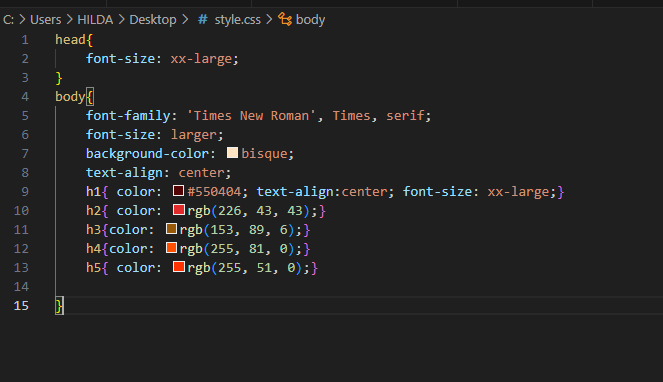 C: > Users > HILDA > Desktop > # style.css > body
1 head{
2 font-size: xx-large;
3 }
4 body{
5 font-family: 'Times New Roman', Times, serif;
6 font-size: larger;
7 background-color: bisque;
8 text-align: center;
9 h1{ color: #550404; text-align:center; font-size: xx-large;}
10 h2{ color: rgb(226, 43, 43);}
11 h3{color: rgb(153, 89, 6);}
12 h4{color: rgb(255, 81, 0);}
13 h5{ color: rgb(255, 51, 0);}
14
15 }